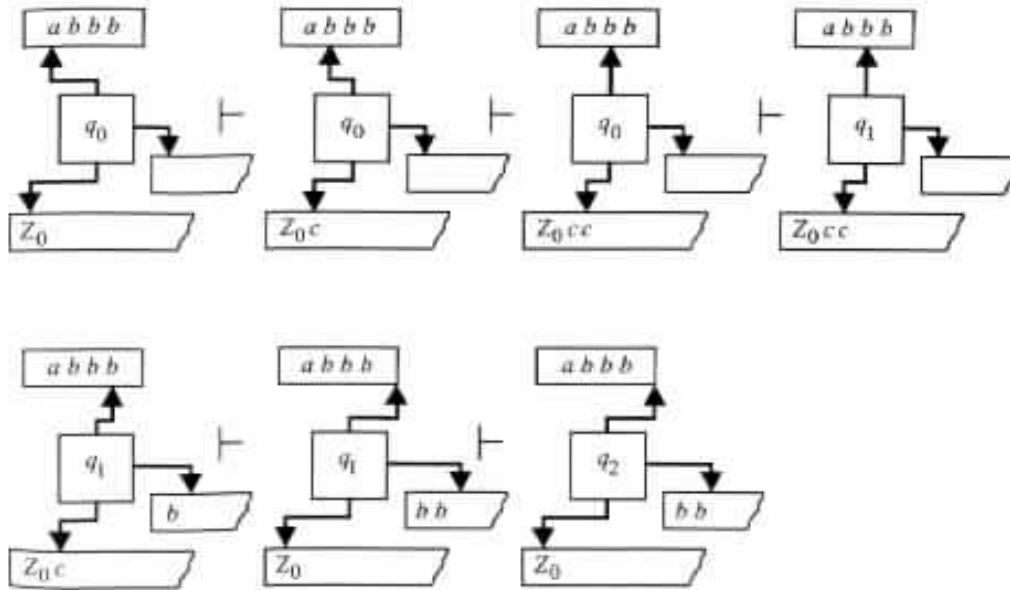 a b b b a b b b a b b b a b b b
q₀ ⊢ q₀ ⊢ q₀ ⊢ q₁
Z₀ Z₀ c Z₀ c c Z₀ c c
a b b b a b b b a b b b
q₁ ⊢ q₁ ⊢ q₂
b b b b b
Z₀ c Z₀ Z₀